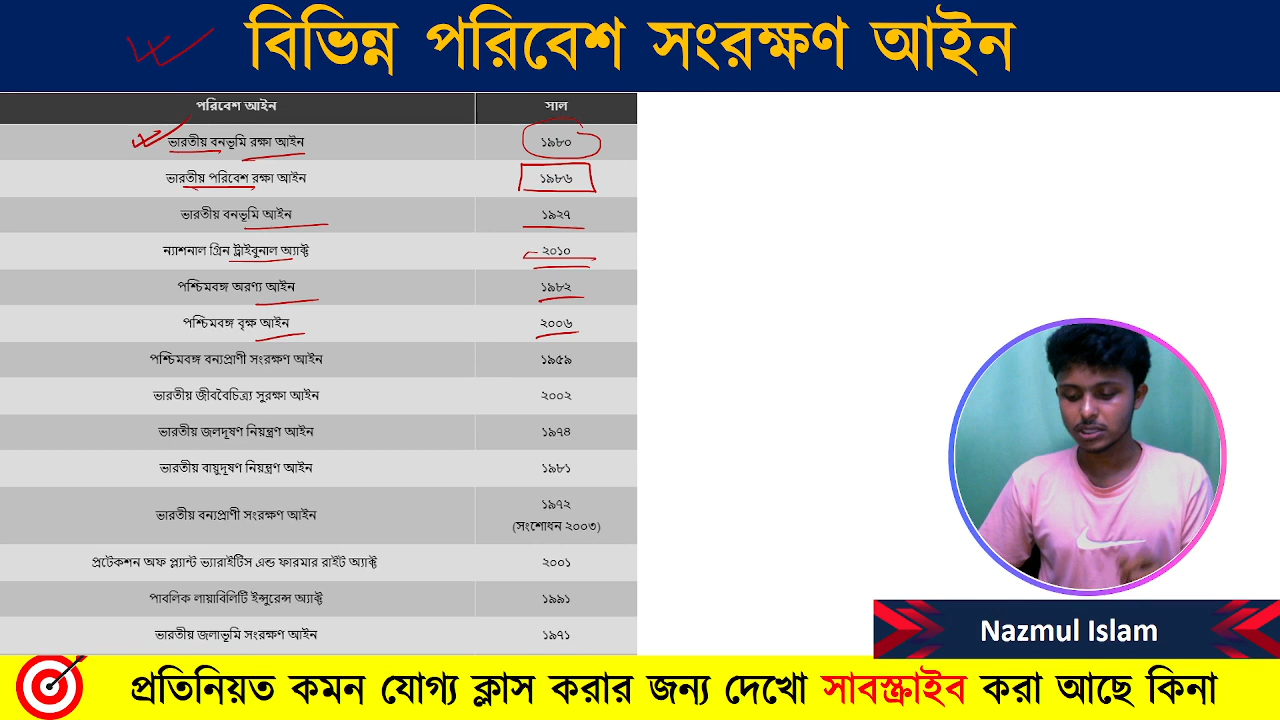 বিভিন্ন পরিবেশ সংরক্ষণ আইন
পরিবেশ আইন সাল
ভারতীয় বনভূমি রক্ষা আইন ১৯৮০
ভারতীয় পরিবেশ রক্ষা আইন ১৯৮৬
ভারতীয় বনভূমি আইন ১৯২৭
ন্যাশনাল গ্রিন ট্রাইবুনাল অ্যাক্ট ২০১০
পশ্চিমবঙ্গ অরণ্য আইন ১৯৮২
পশ্চিমবঙ্গ বৃক্ষ আইন ২০০৬
পশ্চিমবঙ্গ বন্যপ্রাণী সংরক্ষণ আইন ১৯৫৯
ভারতীয় জীববৈচিত্র্য সুরক্ষা আইন ২০০২
ভারতীয় জলদূষণ নিয়ন্ত্রণ আইন ১৯৭৪
ভারতীয় বায়ুদূষণ নিয়ন্ত্রণ আইন ১৯৮১
ভারতীয় বন্যপ্রাণী সংরক্ষণ আইন ১৯৭২
(সংশোধন ২০০৩)
প্রটেকশন অফ প্ল্যান্ট ভ্যারাইটিস এন্ড ফারমার রাইট অ্যাক্ট ২০০১
পাবলিক লায়াবিলিটি ইন্সুরেন্স অ্যাক্ট ১৯৯১
ভারতীয় জলাভূমি সংরক্ষণ আইন ১৯৭১
Nazmul Islam
প্রতিনিয়ত কমন যোগ্য ক্লাস করার জন্য দেখো সাবস্ক্রাইব করা আছে কিনা